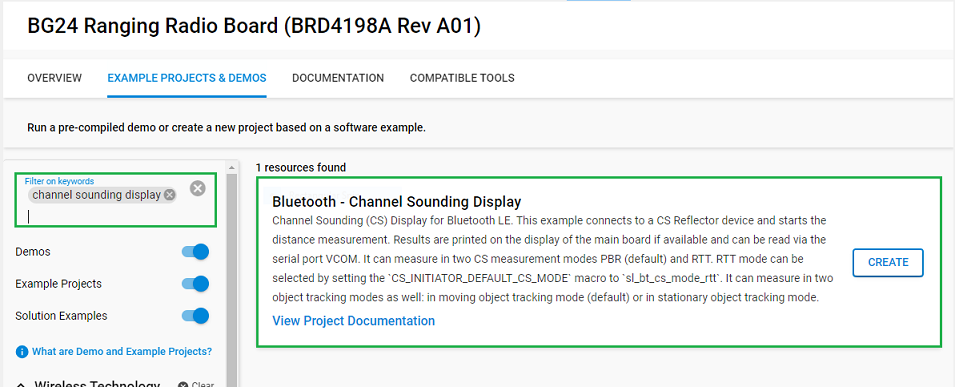 BG24 Ranging Radio Board (BRD4198A Rev A01)
OVERVIEW EXAMPLE PROJECTS & DEMOS DOCUMENTATION COMPATIBLE TOOLS
Run a pre-compiled demo or create a new project based on a software example.
Filter on keywords
channel sounding display
Demos
Example Projects
Solution Examples
What are Demo and Example Projects?
Wireless Technology Clear
1 resources found
Bluetooth - Channel Sounding Display
Channel Sounding (CS) Display for Bluetooth LE. This example connects to a CS Reflector device and starts the
distance measurement. Results are printed on the display of the main board if available and can be read via the
serial port VCOM. It can measure in two CS measurement modes PBR (default) and RTT. RTT mode can be
selected by setting the `CS_INITIATOR_DEFAULT_CS_MODE` macro to `sl_bt_cs_mode_rtt`. It can measure in two
object tracking modes as well: in moving object tracking mode (default) or in stationary object tracking mode.
View Project Documentation
CREATE